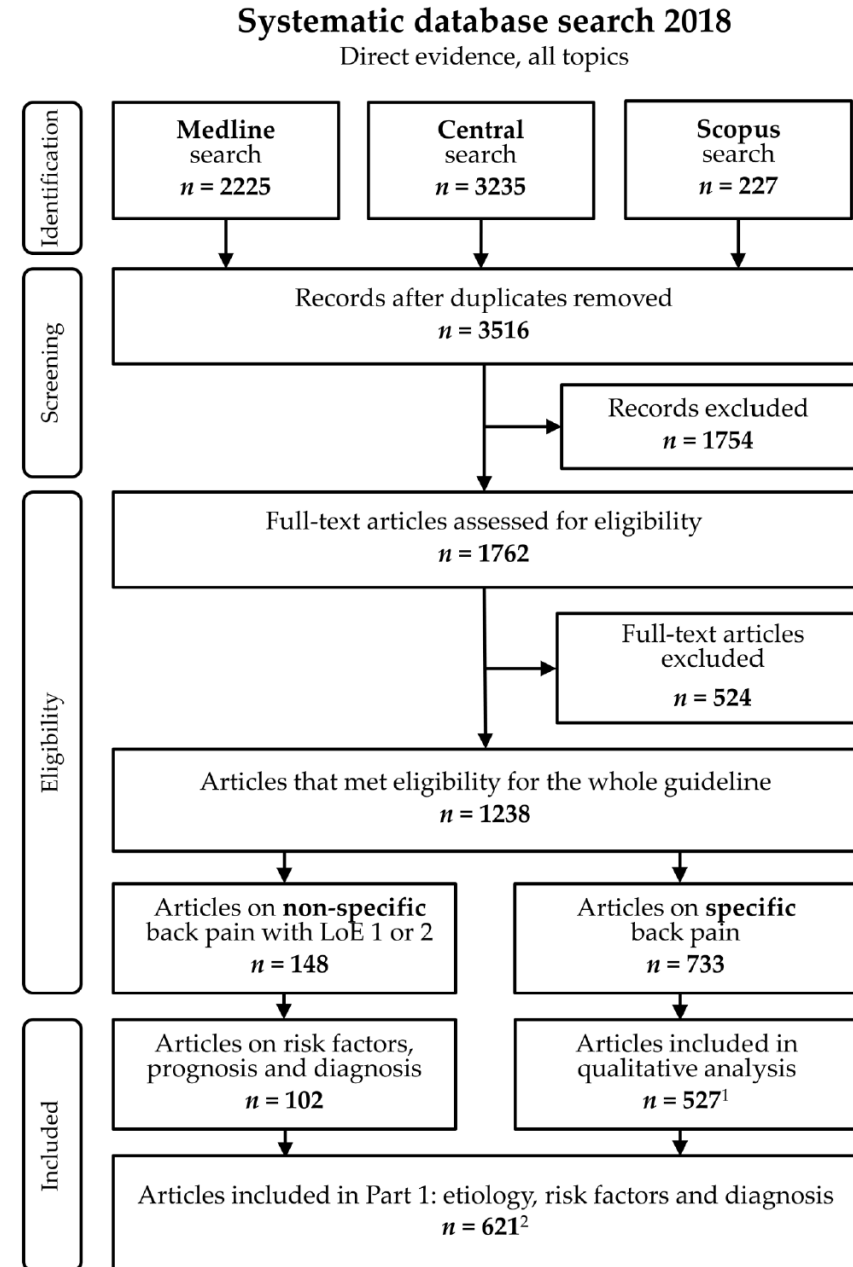 Systematic database search 2018
Direct evidence, all topics
Identification
Medline
search
n = 2225
Central
search
n = 3235
Scopus
search
n = 227
Screening
Records after duplicates removed
n = 3516
Records excluded
n = 1754
Eligibility
Full-text articles assessed for eligibility
n = 1762
Full-text articles
excluded
n = 524
Articles that met eligibility for the whole guideline
n = 1238
Articles on non-specific
back pain with LoE 1 or 2
n = 148
Articles on specific
back pain
n = 733
Included
Articles on risk factors,
prognosis and diagnosis
n = 102
Articles included in
qualitative analysis
n = 527¹
Articles included in Part 1: etiology, risk factors and diagnosis
n = 621²